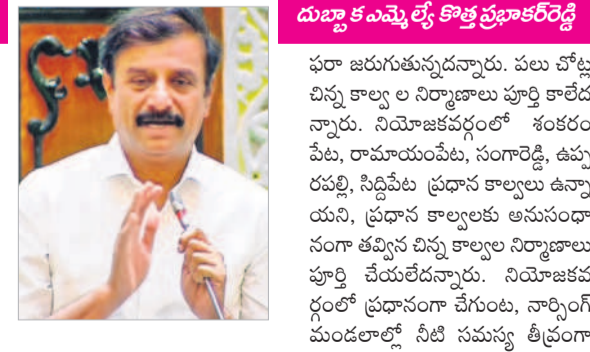 దుబ్బాక ఎమ్మెల్యే కొత్త ప్రభాకర్‌రెడ్డి
ఫరా జరుగుతున్నదన్నారు. పలు చోట్ల
చిన్న కాల్వ ల నిర్మాణాలు పూర్తి కాలేద
న్నారు. నియోజకవర్గంలో శంకరం
పేట, రామాయంపేట, సంగారెడ్డి, ఉప్ప
రపల్లి, సిద్దిపేట ప్రధాన కాల్వలు ఉన్నా
యని, ప్రధాన కాల్వలకు అనుసంధా
నంగా తవ్విన చిన్న కాల్వల నిర్మాణాలు
పూర్తి చేయలేదన్నారు. నియోజకవ
ర్గంలో ప్రధానంగా చేగుంట, నార్సింగ్
మండలాల్లో నీటి సమస్య తీవ్రంగా